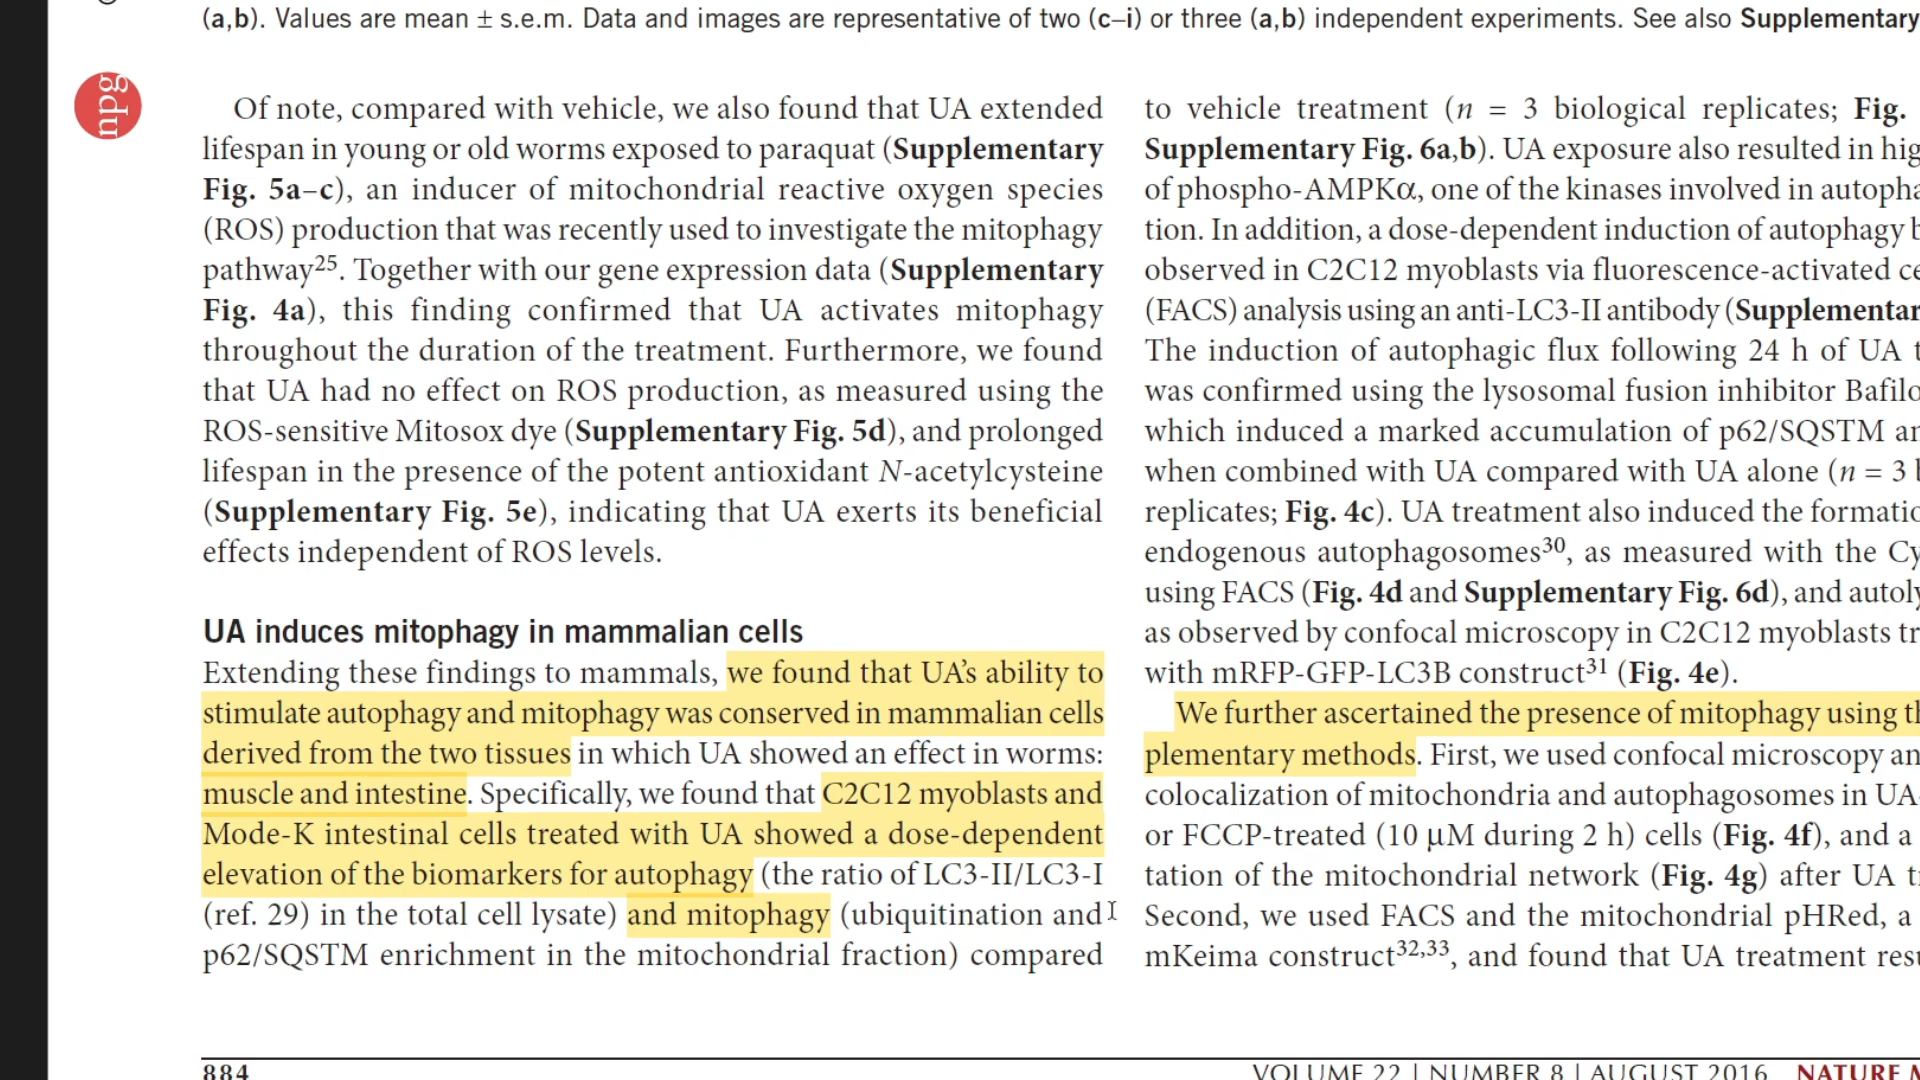 (a,b). Values are mean ± s.e.m. Data and images are representative of two (c–i) or three (a,b) independent experiments. See also Supplementary
npg
Of note, compared with vehicle, we also found that UA extended
lifespan in young or old worms exposed to paraquat (Supplementary
Fig. 5a–c), an inducer of mitochondrial reactive oxygen species
(ROS) production that was recently used to investigate the mitophagy
pathway25. Together with our gene expression data (Supplementary
Fig. 4a), this finding confirmed that UA activates mitophagy
throughout the duration of the treatment. Furthermore, we found
that UA had no effect on ROS production, as measured using the
ROS-sensitive Mitosox dye (Supplementary Fig. 5d), and prolonged
lifespan in the presence of the potent antioxidant N-acetylcysteine
(Supplementary Fig. 5e), indicating that UA exerts its beneficial
effects independent of ROS levels.
UA induces mitophagy in mammalian cells
Extending these findings to mammals, we found that UA's ability to
stimulate autophagy and mitophagy was conserved in mammalian cells
derived from the two tissues in which UA showed an effect in worms:
muscle and intestine. Specifically, we found that C2C12 myoblasts and
Mode-K intestinal cells treated with UA showed a dose-dependent
elevation of the biomarkers for autophagy (the ratio of LC3-II/LC3-I
(ref. 29) in the total cell lysate) and mitophagy (ubiquitination and
p62/SQSTM enrichment in the mitochondrial fraction) compared
to vehicle treatment (n = 3 biological replicates; Fig.
Supplementary Fig. 6a,b). UA exposure also resulted in hig
of phospho-AMPKα, one of the kinases involved in autopha
tion. In addition, a dose-dependent induction of autophagy b
observed in C2C12 myoblasts via fluorescence-activated ce
(FACS) analysis using an anti-LC3-II antibody (Supplementar
The induction of autophagic flux following 24 h of UA t
was confirmed using the lysosomal fusion inhibitor Bafilo
which induced a marked accumulation of p62/SQSTM an
when combined with UA compared with UA alone (n = 3 b
replicates; Fig. 4c). UA treatment also induced the formatio
endogenous autophagosomes30, as measured with the Cy
using FACS (Fig. 4d and Supplementary Fig. 6d), and autoly
as observed by confocal microscopy in C2C12 myoblasts tr
with mRFP-GFP-LC3B construct31 (Fig. 4e).
We further ascertained the presence of mitophagy using th
plementary methods. First, we used confocal microscopy an
colocalization of mitochondria and autophagosomes in UA-
or FCCP-treated (10 μM during 2 h) cells (Fig. 4f), and a
tation of the mitochondrial network (Fig. 4g) after UA tr
Second, we used FACS and the mitochondrial pHRed, a
mKeima construct32,33, and found that UA treatment resu
884
VOLUME 22 | NUMBER 8 | AUGUST 2016 NATURE M